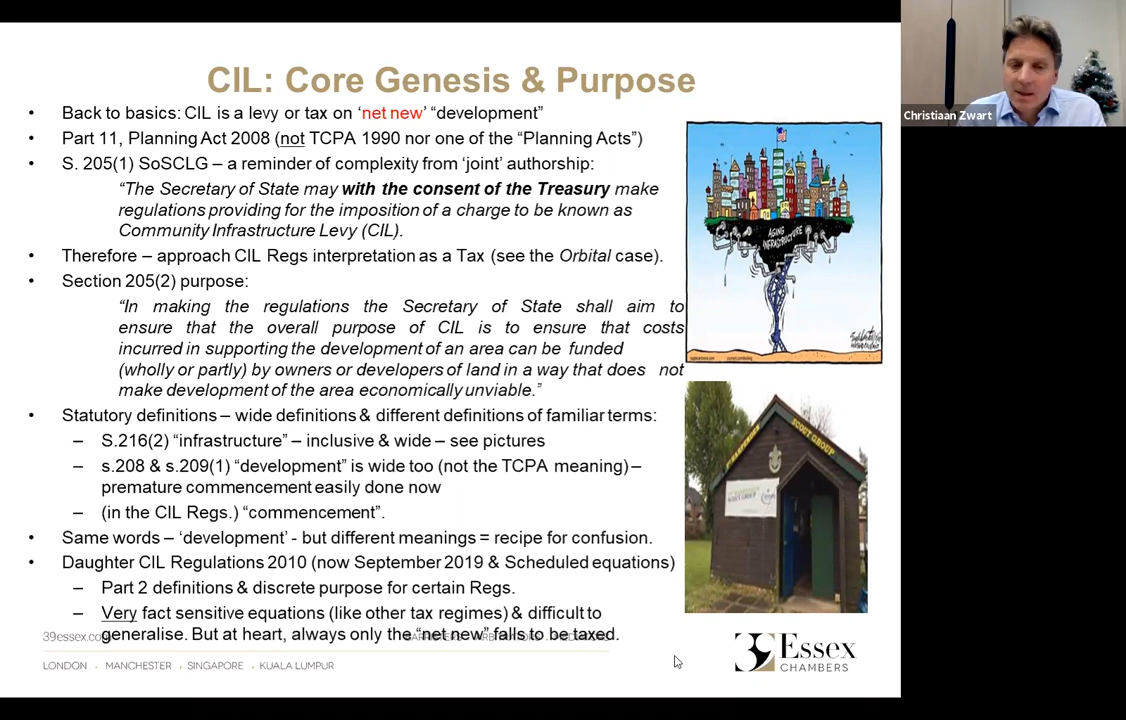 CIL: Core Genesis & Purpose
• Back to basics: CIL is a levy or tax on ‘net new’ “development”
• Part 11, Planning Act 2008 (not TCPA 1990 nor one of the “Planning Acts”)
• S. 205(1) SoSCLG – a reminder of complexity from ‘joint’ authorship:
“The Secretary of State may with the consent of the Treasury make
regulations providing for the imposition of a charge to be known as
Community Infrastructure Levy (CIL).
• Therefore – approach CIL Regs interpretation as a Tax (see the Orbital case).
• Section 205(2) purpose:
“In making the regulations the Secretary of State shall aim to
ensure that the overall purpose of CIL is to ensure that costs
incurred in supporting the development of an area can be funded
(wholly or partly) by owners or developers of land in a way that does not
make development of the area economically unviable.”
• Statutory definitions – wide definitions & different definitions of familiar terms:
– S.216(2) “infrastructure” – inclusive & wide – see pictures
– s.208 & s.209(1) “development” is wide too (not the TCPA meaning) –
premature commencement easily done now
– (in the CIL Regs.) “commencement”.
• Same words – ‘development’ - but different meanings = recipe for confusion.
• Daughter CIL Regulations 2010 (now September 2019 & Scheduled equations)
– Part 2 definitions & discrete purpose for certain Regs.
– Very fact sensitive equations (like other tax regimes) & difficult to
generalise. But at heart, always only the “net new” falls to be taxed.
39essex.co
LONDON . MANCHESTER . SINGAPORE . KUALA LUMPUR
39 Essex
CHAMBERS
AGING
INFRASTRUCTURE
SCOUT GROUP
Christiaan Zwart